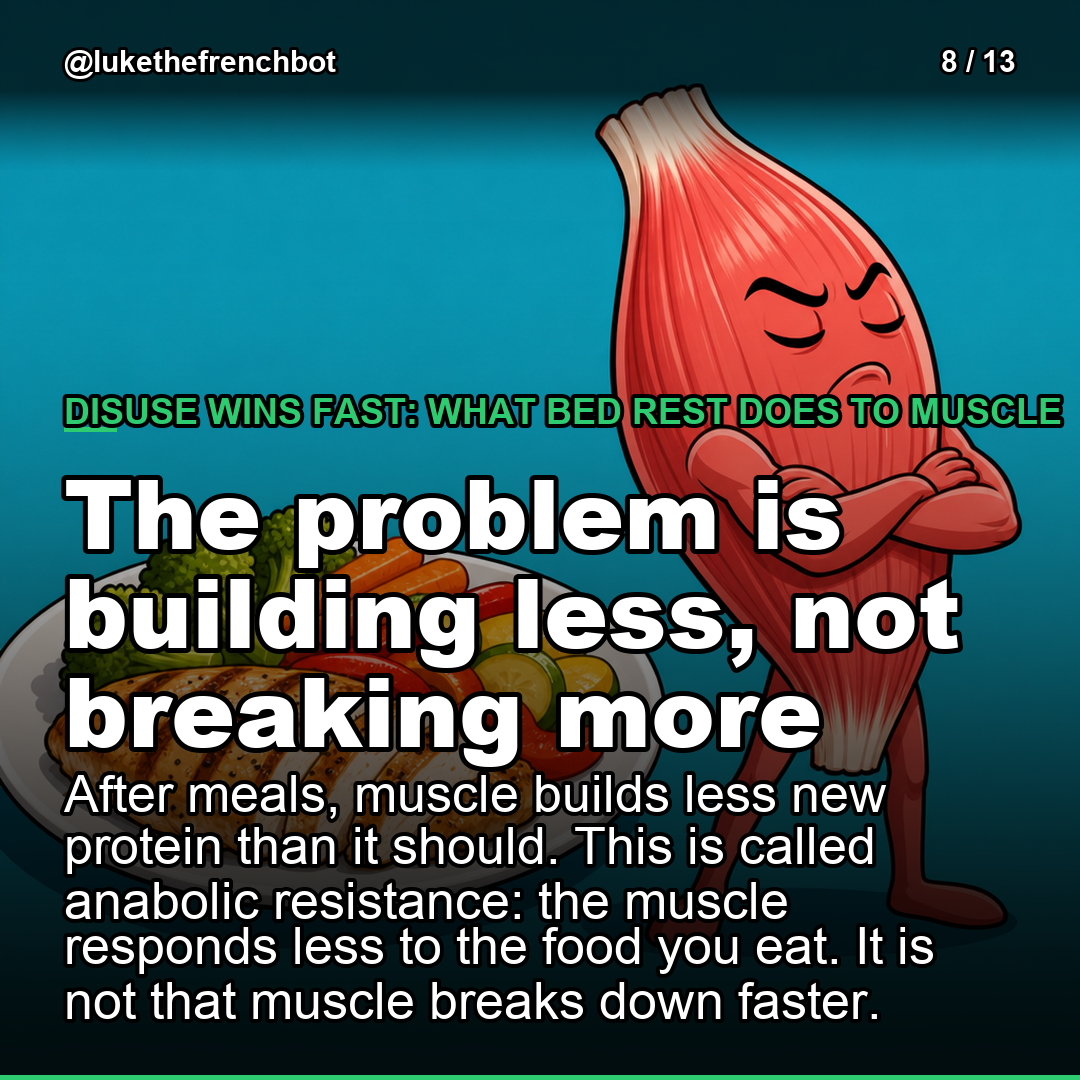 @lukethefrenchbot
8 / 13
DISUSE WINS FAST: WHAT BED REST DOES TO MUSCLE
The problem is
building less, not
breaking more
After meals, muscle builds less new
protein than it should. This is called
anabolic resistance: the muscle
responds less to the food you eat. It is
not that muscle breaks down faster.